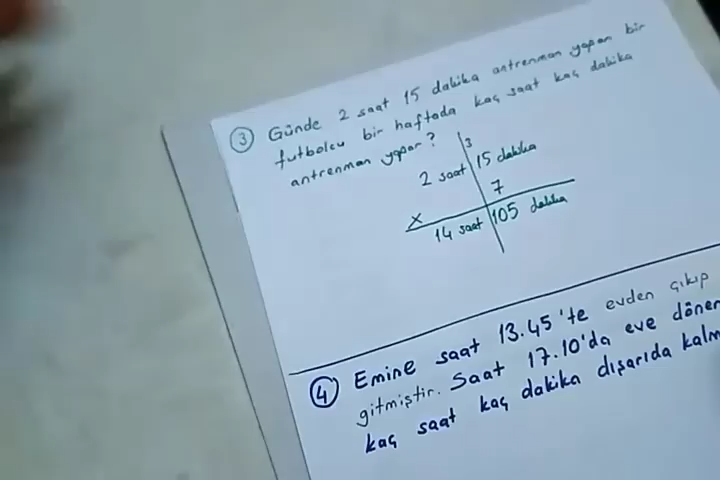 3 Günde 2 saat 15 dakika antrenman yapan bir
futbolcu bir haftada kaç saat kaç dakika
antrenman yapar?
3
2 saat 15 dakika
7
x
14 saat 105 dakika
4 Emine saat 13.45'te evden çıkıp
gitmiştir. Saat 17.10'da eve
kaç saat kaç dakika dışarıda